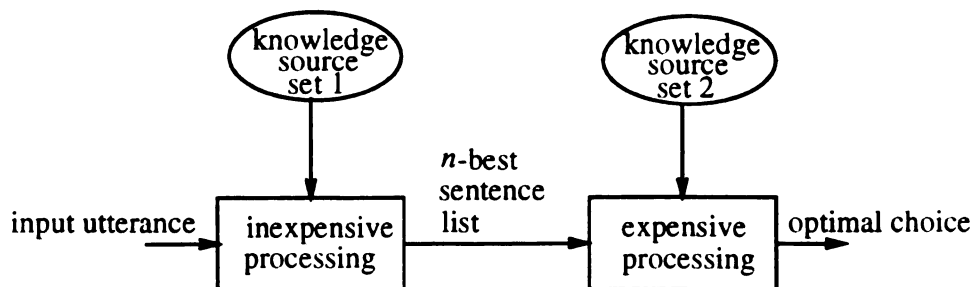 knowledge
source
set 1
knowledge
source
set 2
n-best
sentence
list
input utterance
inexpensive
processing
expensive
processing
optimal choice